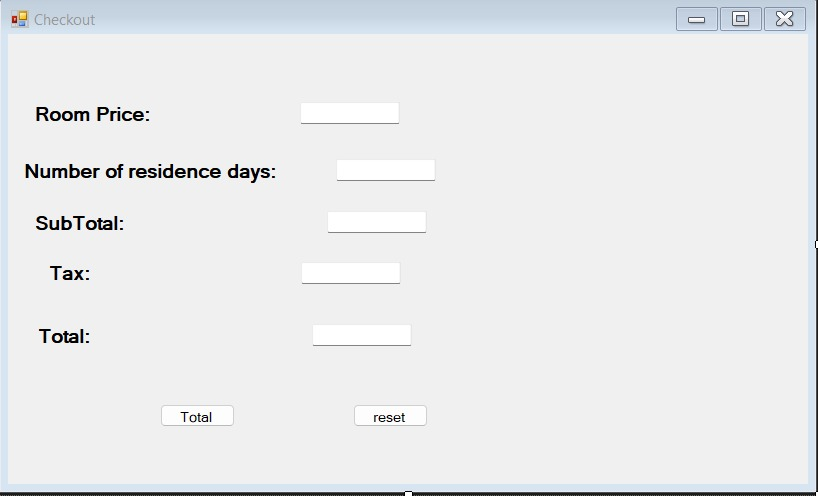 Checkout
Room Price:
Number of residence days:
SubTotal:
Tax:
Total:
Total
reset